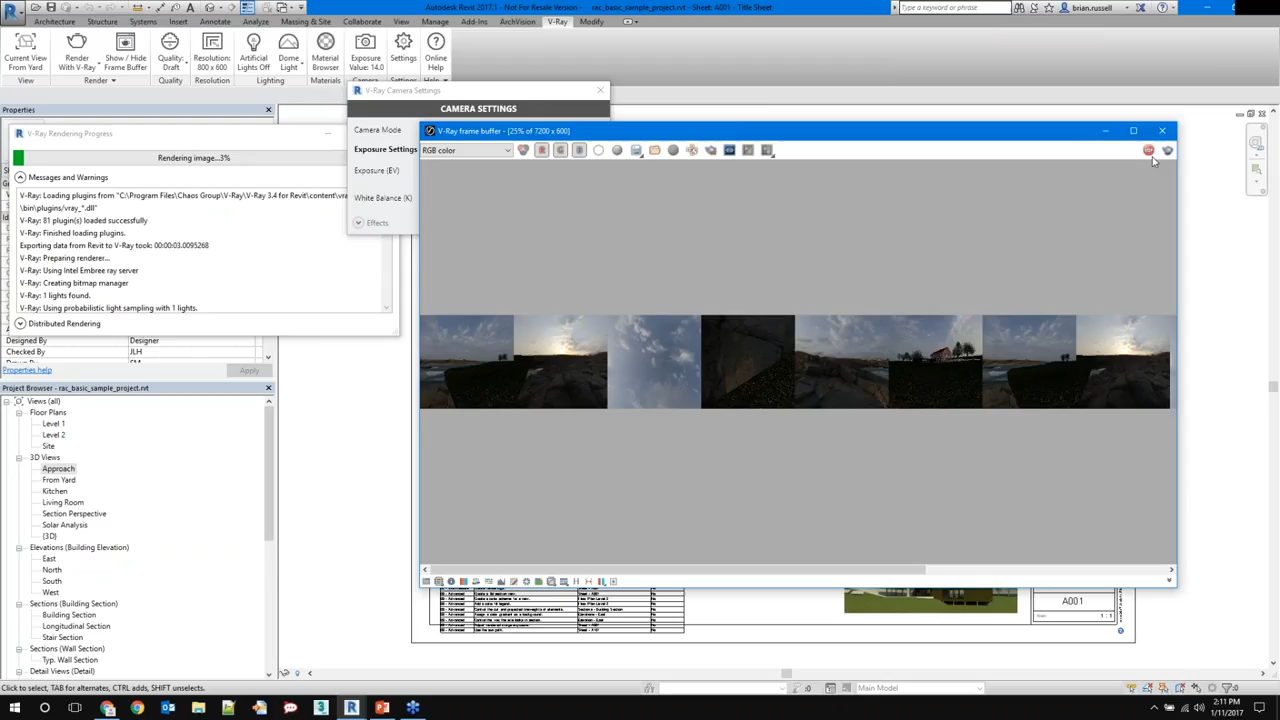 Autodesk Revit 2017.1 - Not For Resale Version - rac_basic_sample_project.rvt - Sheet: A001 - Title Sheet
Type a keyword or phrase
brian.russell
Architecture Structure Systems Insert Annotate Analyze Massing & Site Collaborate View Manage Add-Ins ArchVision V-Ray Modify
Current View
From Yard
Render
With V-Ray
Show / Hide
Frame Buffer
Quality:
Draft
Resolution:
800 x 600
Artificial
Lights Off
Dome
Light
Material
Browser
Exposure
Value: 14.0
Settings
Online
Help
View Render Quality Resolution Lighting Materials Camera Settings Help
Properties
V-Ray Rendering Progress
Rendering image...3%
Messages and Warnings
V-Ray: Loading plugins from "C:\Program Files\Chaos Group\V-Ray\V-Ray 3.4 for Revit\content\vra
\bin\plugins/vray_*.dll"
V-Ray: 81 plugin(s) loaded successfully
V-Ray: Finished loading plugins.
Exporting data from Revit to V-Ray took: 00:00:03.0095268
V-Ray: Preparing renderer...
V-Ray: Using Intel Embree ray server
V-Ray: Creating bitmap manager
V-Ray: 1 lights found.
V-Ray: Using probabilistic light sampling with 1 lights.
Distributed Rendering
V-Ray Camera Settings
CAMERA SETTINGS
Camera Mode
Exposure Settings
Exposure (EV)
White Balance (K)
Effects
V-Ray frame buffer - [25% of 7200 x 600]
RGB color
Designed By Designer
Checked By JLH
Properties help
Apply
Project Browser - rac_basic_sample_project.rvt
Views (all)
Floor Plans
Level 1
Level 2
Site
3D Views
Approach
From Yard
Kitchen
Living Room
Section Perspective
Solar Analysis
{3D}
Elevations (Building Elevation)
East
North
South
West
Sections (Building Section)
Building Section
Longitudinal Section
Stair Section
Sections (Wall Section)
Typ. Wall Section
Detail Views (Detail)
A001
Click to select, TAB for alternates, CTRL adds, SHIFT unselects.
:0
Main Model
:0
2:11 PM
1/11/2017